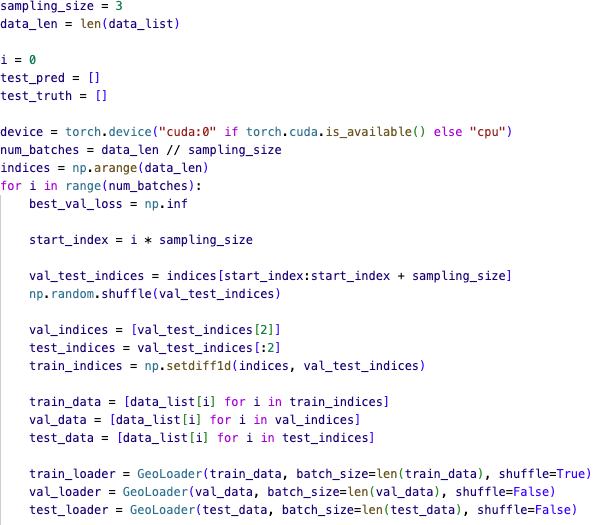 sampling_size = 3
data_len = len(data_list)
i = 0
test_pred = []
test_truth = []
device = torch.device("cuda:0" if torch.cuda.is_available() else "cpu")
num_batches = data_len // sampling_size
indices = np.arange(data_len)
for i in range(num_batches):
    best_val_loss = np.inf
    start_index = i * sampling_size
    val_test_indices = indices[start_index:start_index + sampling_size]
    np.random.shuffle(val_test_indices)
    val_indices = [val_test_indices[2]]
    test_indices = val_test_indices[:2]
    train_indices = np.setdiff1d(indices, val_test_indices)
    train_data = [data_list[i] for i in train_indices]
    val_data = [data_list[i] for i in val_indices]
    test_data = [data_list[i] for i in test_indices]
    train_loader = GeoLoader(train_data, batch_size=len(train_data), shuffle=True)
    val_loader = GeoLoader(val_data, batch_size=len(val_data), shuffle=False)
    test_loader = GeoLoader(test_data, batch_size=len(test_data), shuffle=False)